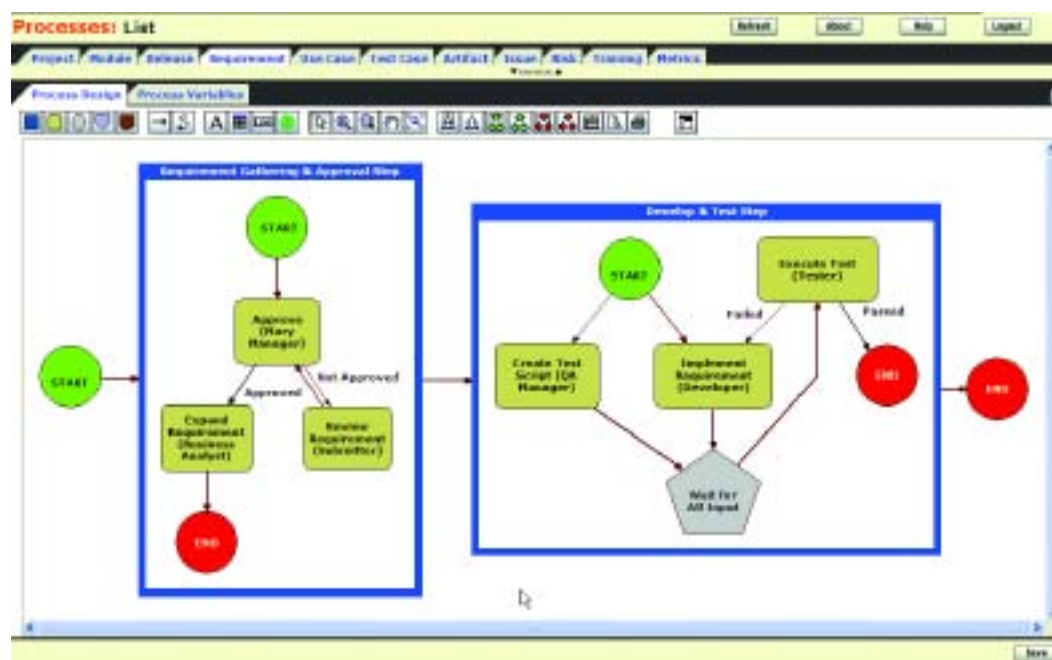 Processes: List
Refresh
About
Help
Logout
Project
Module
Release
Requirement
Use Case
Test Case
Artifact
Issue
Risk
Training
Metrics
Process Design
Process Variables
Requirement Gathering & Approval Step
START
Approve
(Mary
Manager)
Approved
Not Approved
Expand
Requirement
(Business
Analyst)
Review
Requirement
(Submitter)
END
START
Develop & Test Step
START
Execute Test
(Tester)
Failed
Passed
Create Test
Script (QA
Manager)
Implement
Requirement
(Developer)
END
Wait For
All Input
END
Save